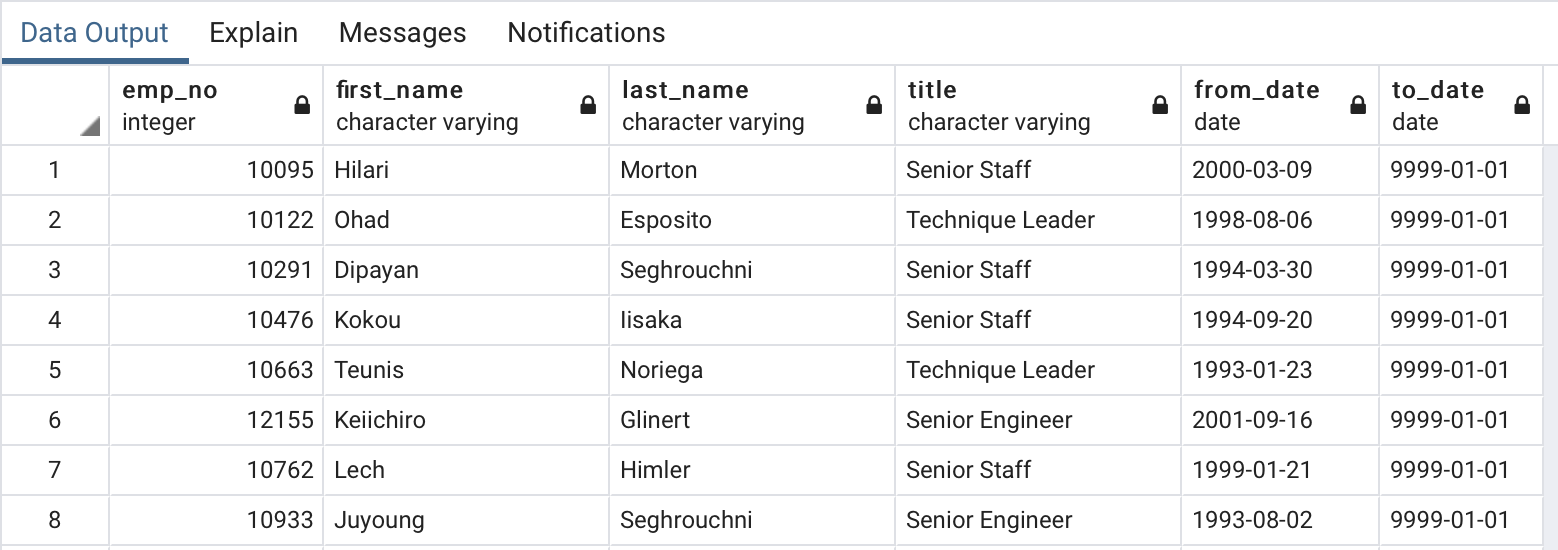 Data Output Explain Messages Notifications
emp_no first_name last_name title from_date to_date
integer character varying character varying character varying date date
1 10095 Hilari Morton Senior Staff 2000-03-09 9999-01-01
2 10122 Ohad Esposito Technique Leader 1998-08-06 9999-01-01
3 10291 Dipayan Seghrouchni Senior Staff 1994-03-30 9999-01-01
4 10476 Kokou Iisaka Senior Staff 1994-09-20 9999-01-01
5 10663 Teunis Noriega Technique Leader 1993-01-23 9999-01-01
6 12155 Keiichiro Glinert Senior Engineer 2001-09-16 9999-01-01
7 10762 Lech Himler Senior Staff 1999-01-21 9999-01-01
8 10933 Juyoung Seghrouchni Senior Engineer 1993-08-02 9999-01-01